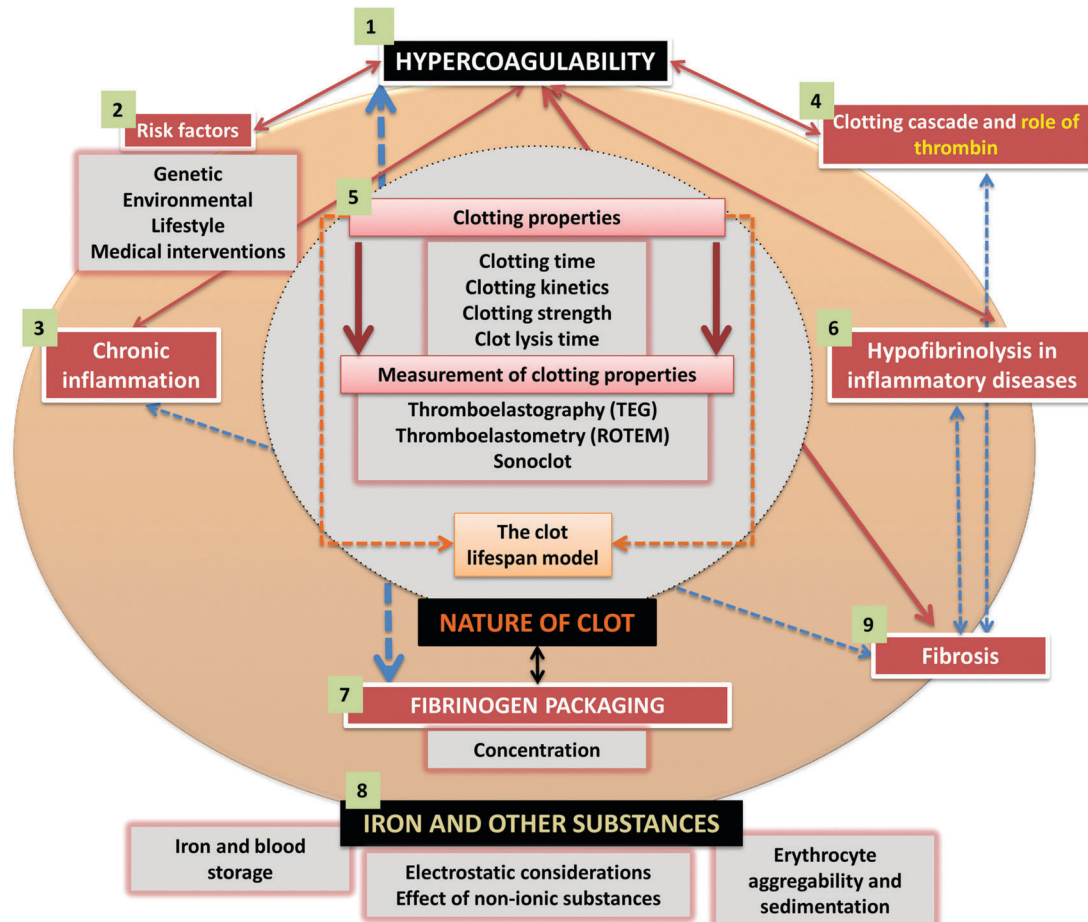 1
HYPERCOAGULABILITY
2
Risk factors
Genetic
Environmental
Lifestyle
Medical interventions
4
Clotting cascade and role of
thrombin
5
Clotting properties
Clotting time
Clotting kinetics
Clotting strength
Clot lysis time
3
Chronic
inflammation
6
Hypofibrinolysis in
inflammatory diseases
Measurement of clotting properties
Thromboelastography (TEG)
Thromboelastometry (ROTEM)
Sonoclot
The clot
lifespan model
NATURE OF CLOT
9
Fibrosis
7
FIBRINOGEN PACKAGING
Concentration
8
IRON AND OTHER SUBSTANCES
Iron and blood
storage
Electrostatic considerations
Effect of non-ionic substances
Erythrocyte
aggregability and
sedimentation